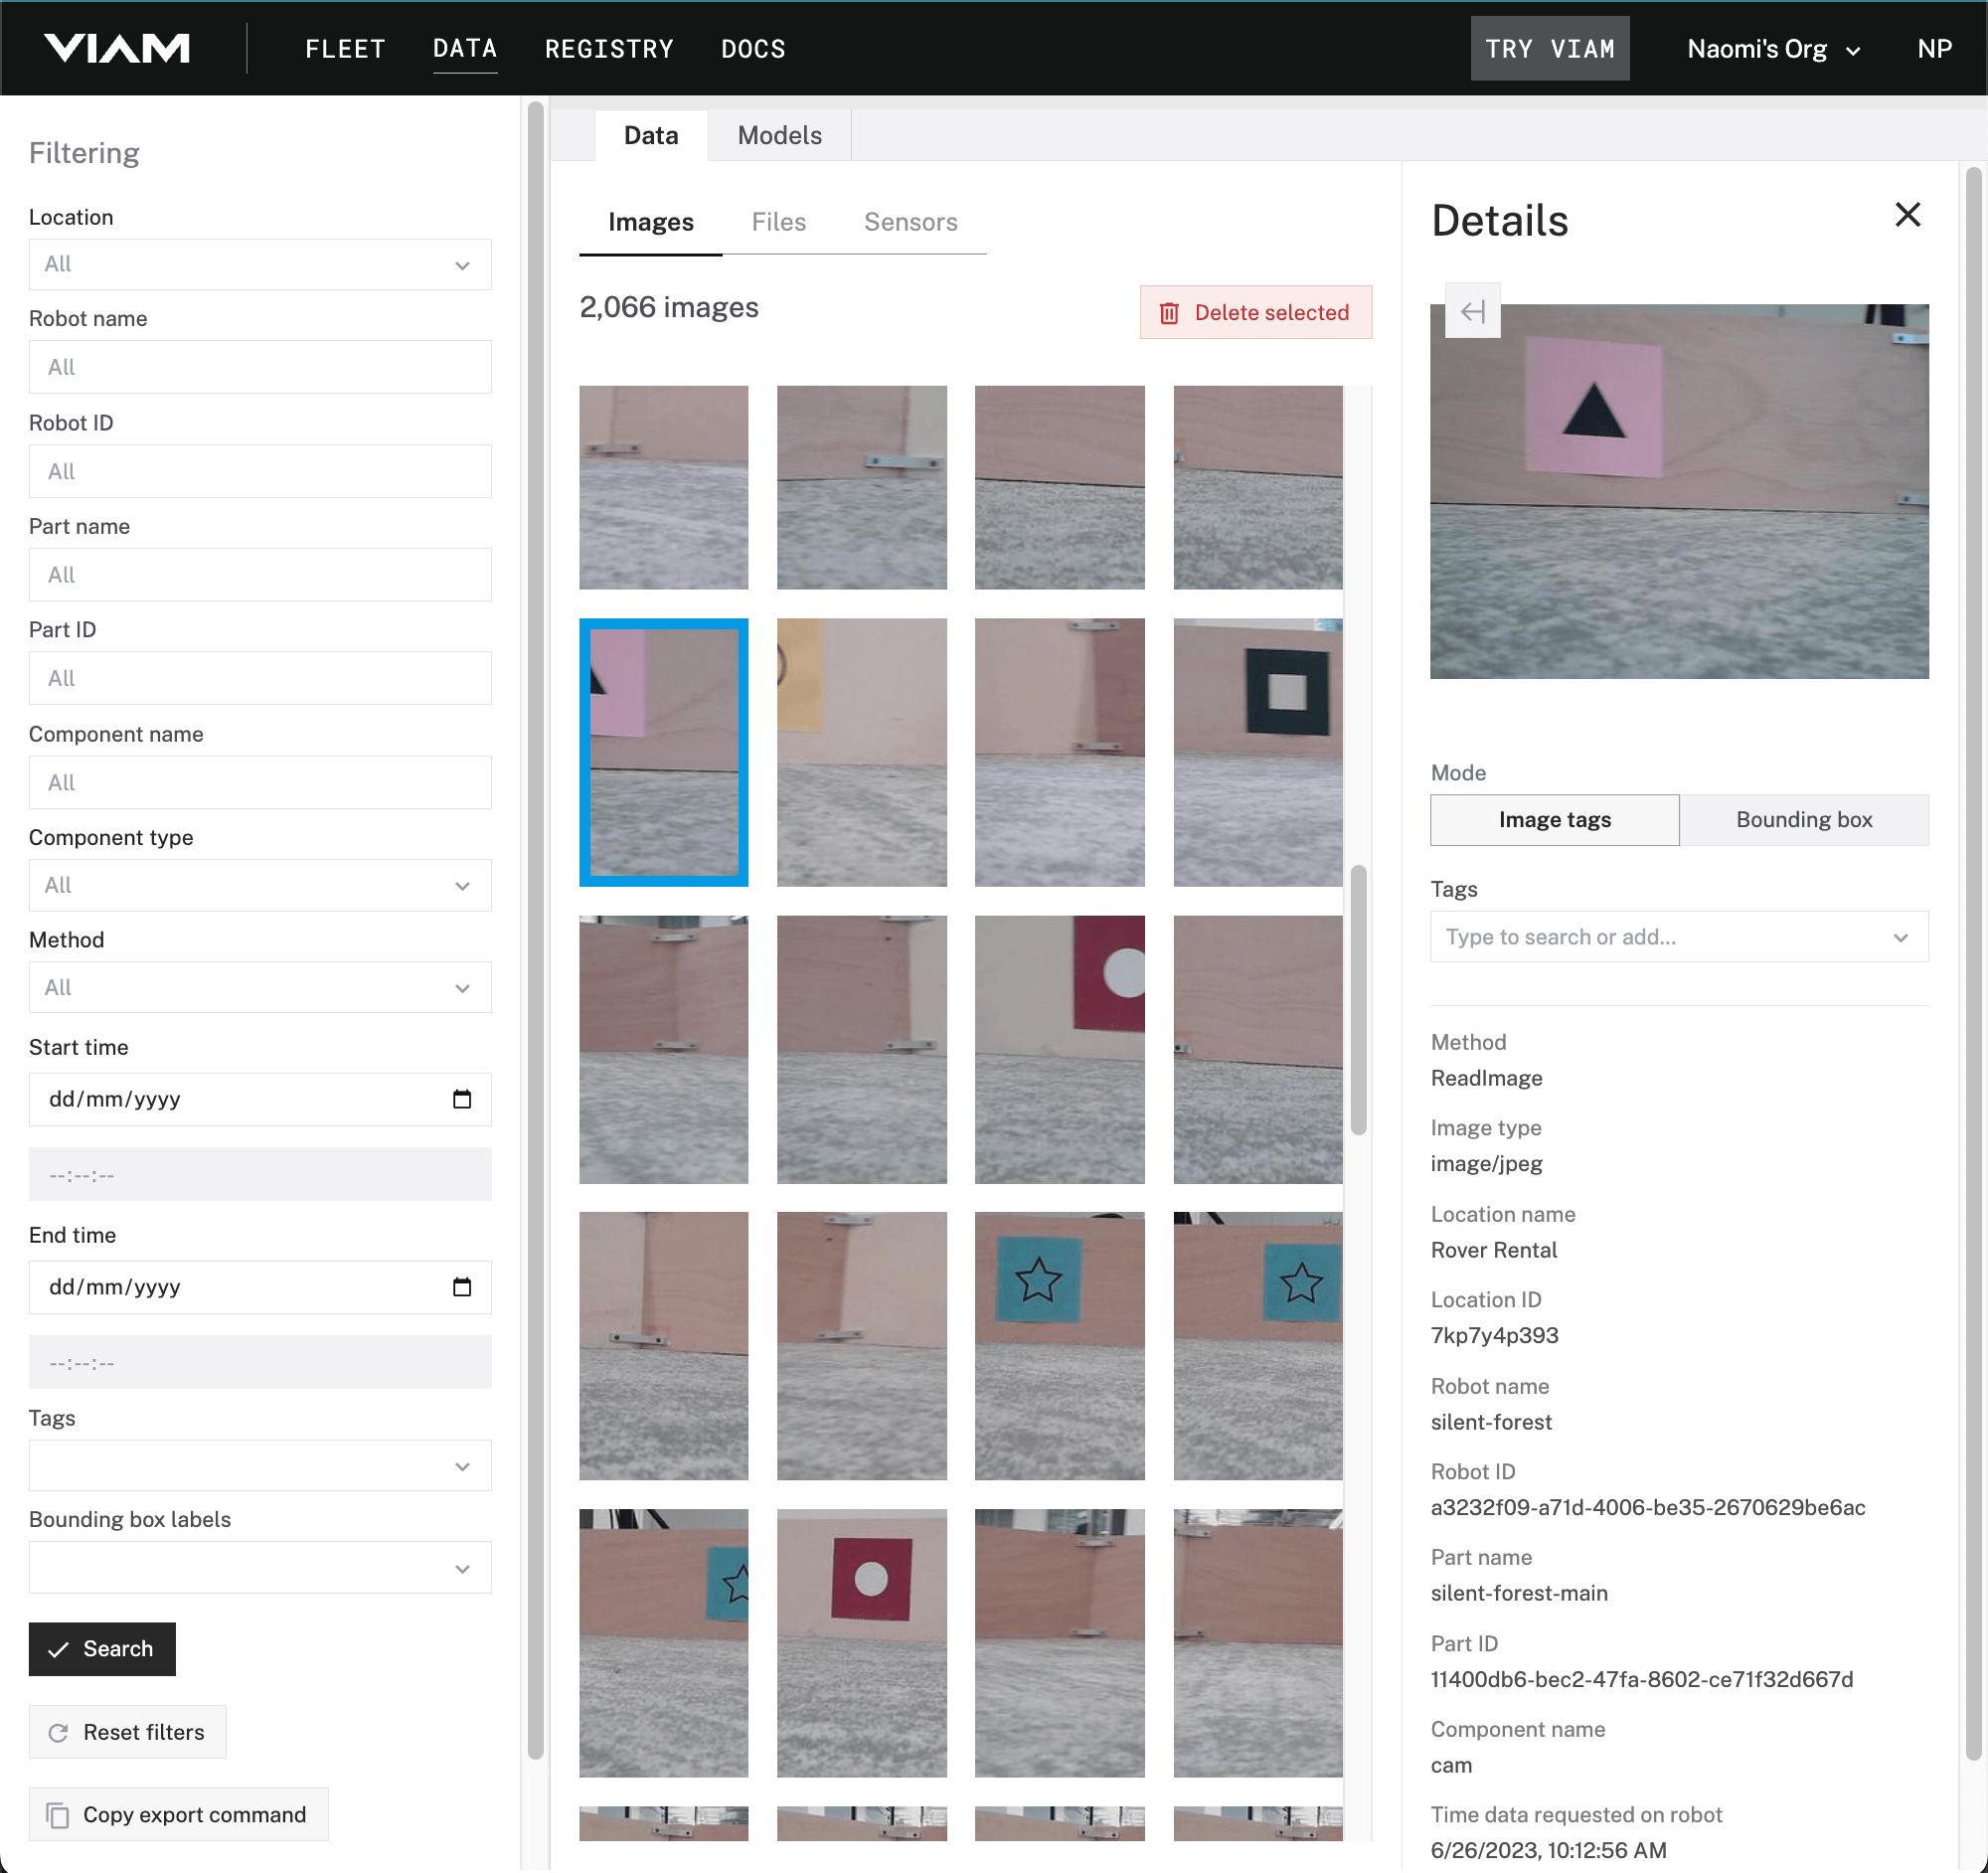 VIAM
FLEET
DATA
REGISTRY
DOCS
TRY VIAM
Naomi's Org
NP
Filtering
Location
All
Robot name
All
Robot ID
All
Part name
All
Part ID
All
Component name
All
Component type
All
Method
All
Start time
dd/mm/yyyy
--:--:--
End time
dd/mm/yyyy
--:--:--
Tags
Bounding box labels
Search
Reset filters
Copy export command
Data
Models
Images
Files
Sensors
2,066 images
Delete selected
Details
Mode
Image tags
Bounding box
Tags
Type to search or add...
Method
ReadImage
Image type
image/jpeg
Location name
Rover Rental
Location ID
7kp7y4p393
Robot name
silent-forest
Robot ID
a3232f09-a71d-4006-be35-2670629be6ac
Part name
silent-forest-main
Part ID
11400db6-bec2-47fa-8602-ce71f32d667d
Component name
cam
Time data requested on robot
6/26/2023, 10:12:56 AM